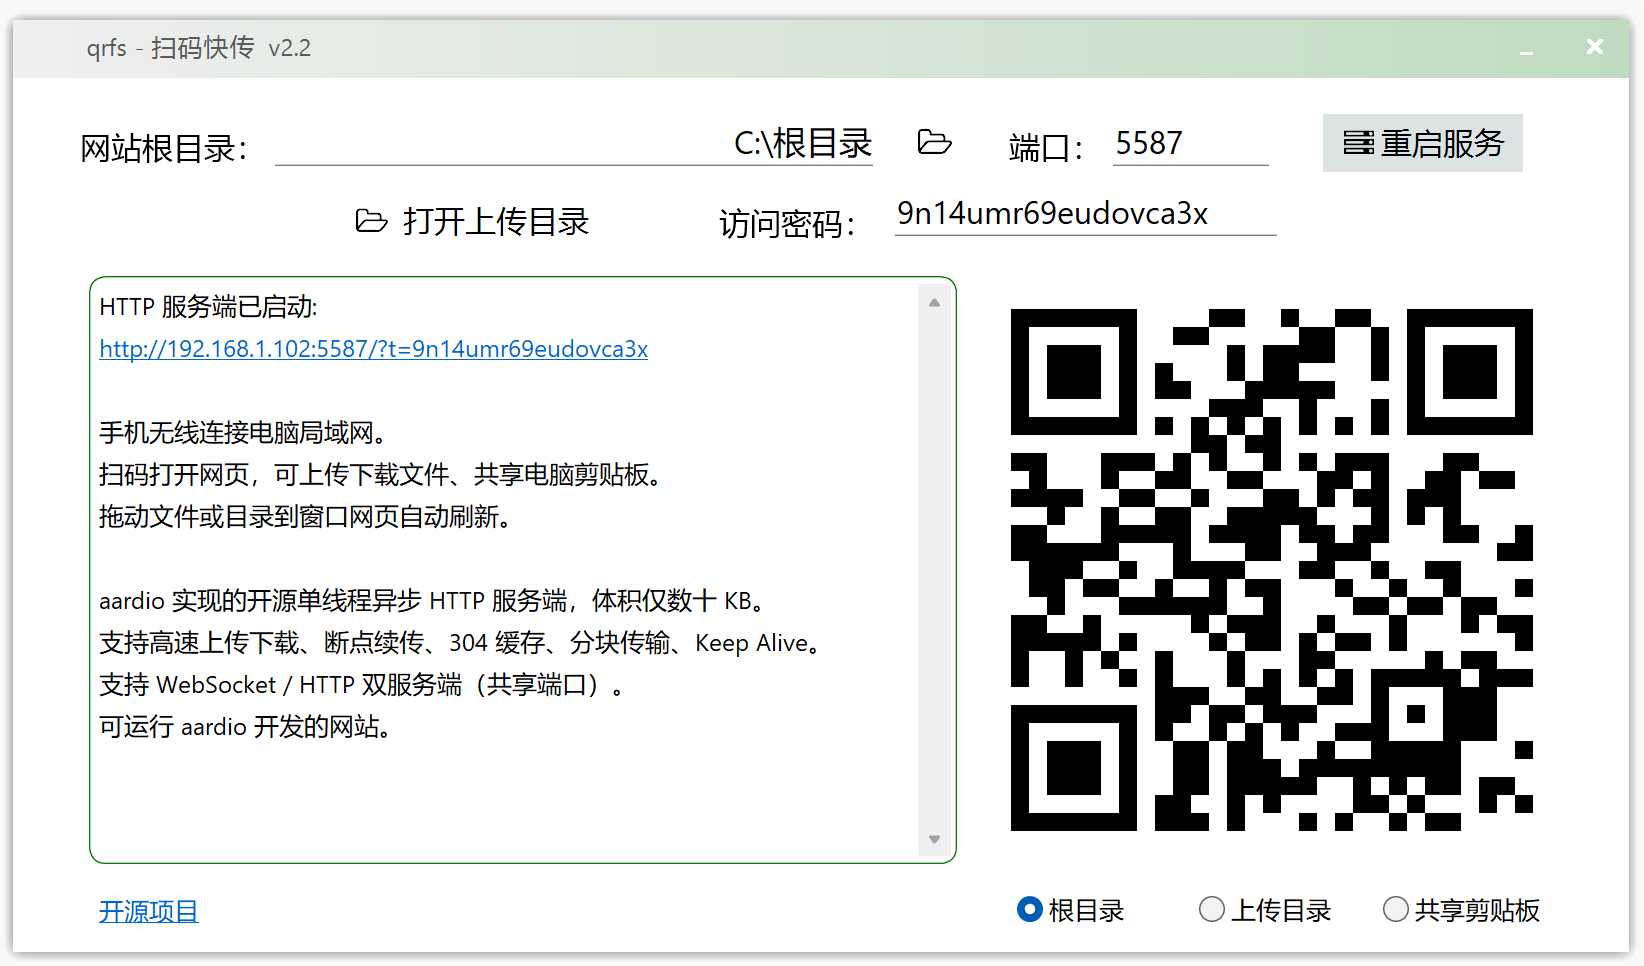 qrfs - 扫码快传 v2.2
网站根目录： C:\根目录 端口： 5587 重启服务
打开上传目录 访问密码： 9n14umr69eudovca3x
HTTP 服务端已启动:
http://192.168.1.102:5587/?t=9n14umr69eudovca3x
手机无线连接电脑局域网。
扫码打开网页，可上传下载文件、共享电脑剪贴板。
拖动文件或目录到窗口网页自动刷新。
aardio 实现的开源单线程异步 HTTP 服务端，体积仅数十 KB。
支持高速上传下载、断点续传、304 缓存、分块传输、Keep Alive。
支持 WebSocket / HTTP 双服务端（共享端口）。
可运行 aardio 开发的网站。
开源项目 根目录 上传目录 共享剪贴板